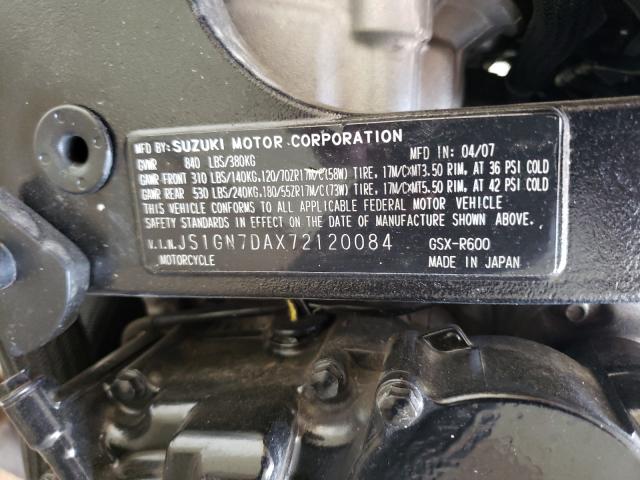 MFD BY: SUZUKI MOTOR CORPORATION
GVWR 840 LBS/380KG MFD IN: 04/07
GAWR FRONT 310 LBS/140KG.120/70ZR17M/C(58W) TIRE, 17M/CXMT3.50 RIM, AT 36 PSI COLD
GAWR REAR 530 LBS/240KG.180/55ZR17M/C(73W) TIRE, 17M/CXMT5.50 RIM, AT 42 PSI COLD
THIS VEHICLE CONFORMS TO ALL APPLICABLE FEDERAL MOTOR VEHICLE
SAFETY STANDARDS IN EFFECT ON THE DATE OF MANUFACTURE SHOWN ABOVE.
V.I.N. JS1GN7DAX72120084 GSX-R600
MOTORCYCLE MADE IN JAPAN